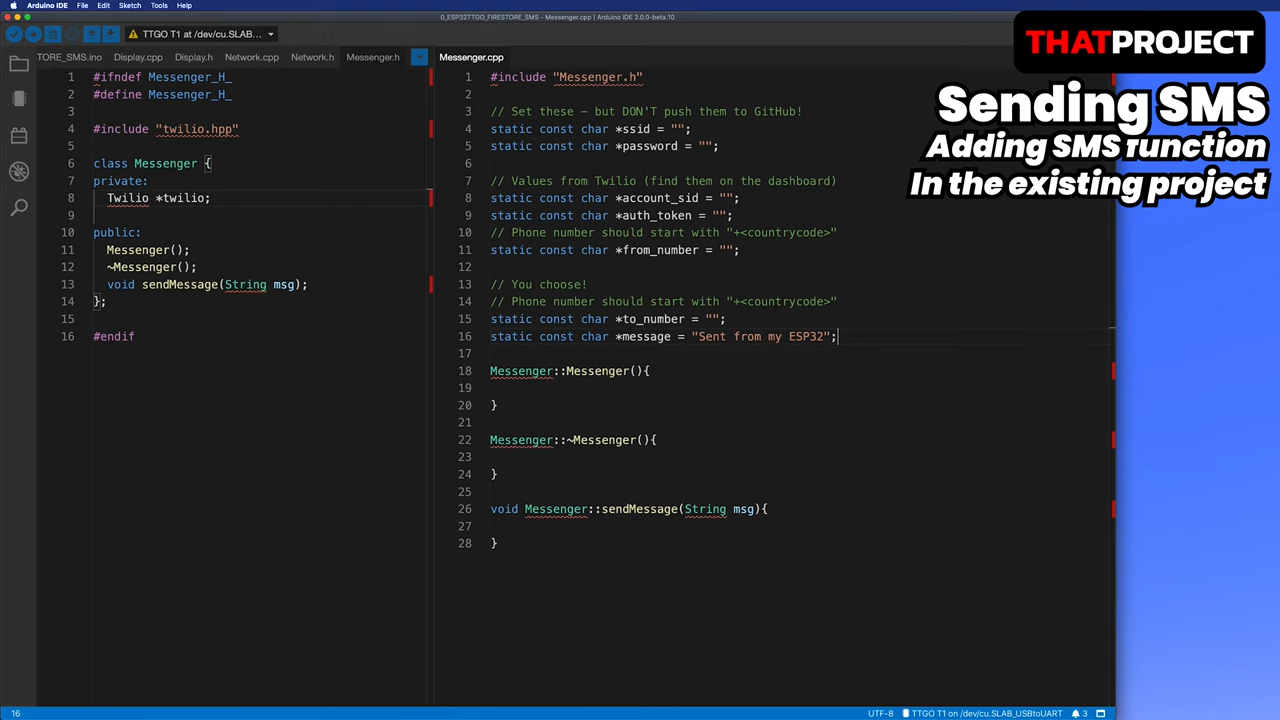 Arduino IDE File Edit Sketch Tools Help
0_ESP32TTGO_FIRESTORE_SMS - Messenger.cpp | Arduino IDE 2.0.0-beta.10
TTGO T1 at /dev/cu.SLAB...
TORE_SMS.ino Display.cpp Display.h Network.cpp Network.h Messenger.h
Messenger.cpp
1 #ifndef Messenger_H_
2 #define Messenger_H_
3
4 #include "twilio.hpp"
5
6 class Messenger {
7 private:
8 Twilio *twilio;
9
10 public:
11 Messenger();
12 ~Messenger();
13 void sendMessage(String msg);
14 };
15
16 #endif
1 #include "Messenger.h"
2
3 // Set these – but DON'T push them to GitHub!
4 static const char *ssid = "";
5 static const char *password = "";
6
7 // Values from Twilio (find them on the dashboard)
8 static const char *account_sid = "";
9 static const char *auth_token = "";
10 // Phone number should start with "+<countrycode>"
11 static const char *from_number = "";
12
13 // You choose!
14 // Phone number should start with "+<countrycode>"
15 static const char *to_number = "";
16 static const char *message = "Sent from my ESP32";
17
18 Messenger::Messenger(){
19
20 }
21
22 Messenger::~Messenger(){
23
24 }
25
26 void Messenger::sendMessage(String msg){
27
28 }
THATPROJECT
Sending SMS
Adding SMS function
In the existing project
16 UTF-8 TTGO T1 on /dev/cu.SLAB_USBtoUART 3